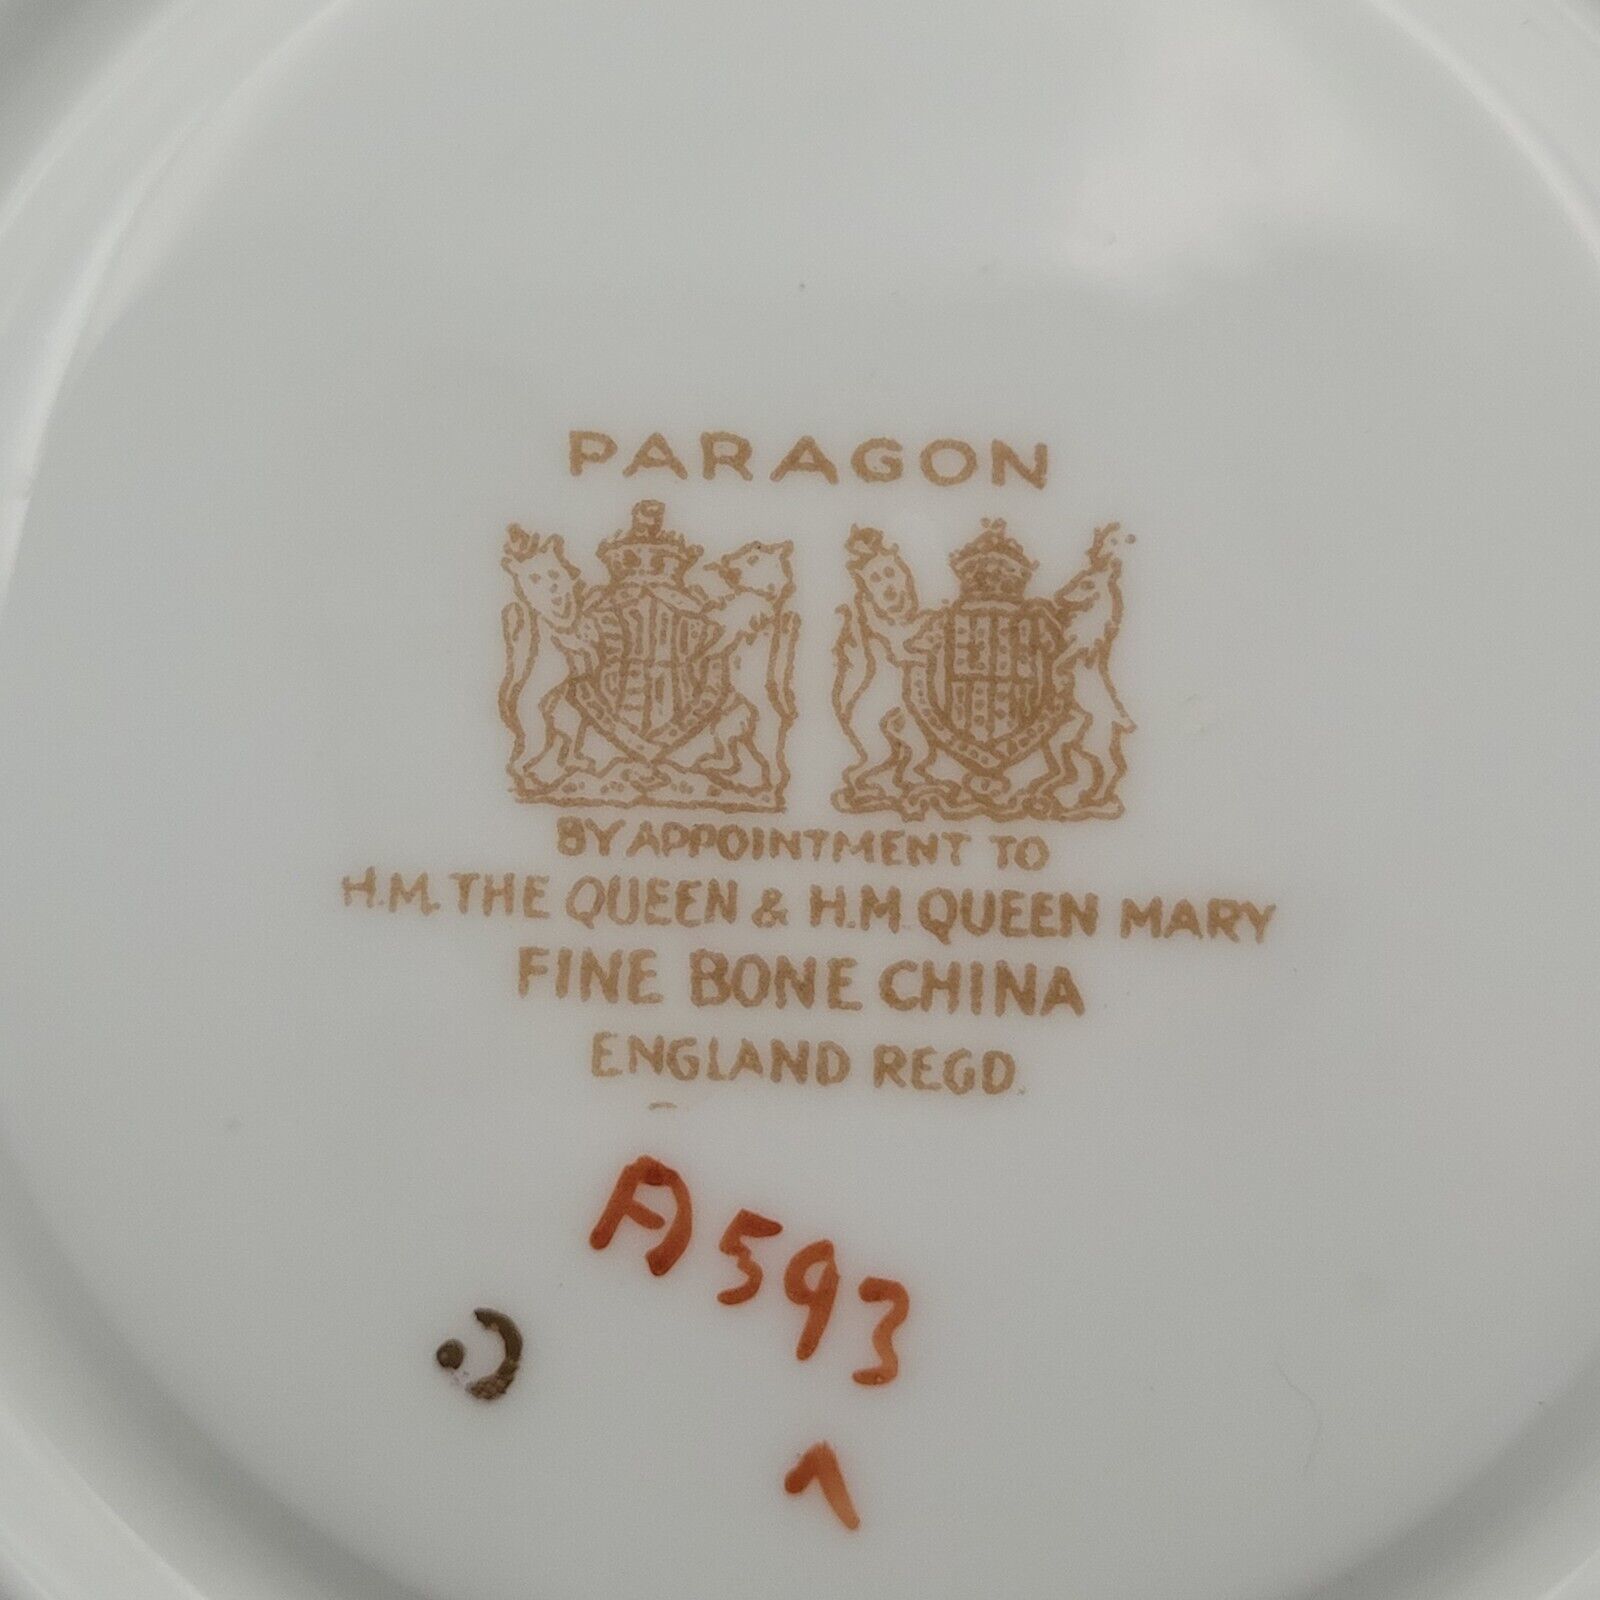 PARAGON
BY APPOINTMENT TO
H.M. THE QUEEN & H.M QUEEN MARY
FINE BONE CHINA
ENGLAND REGD.
A593